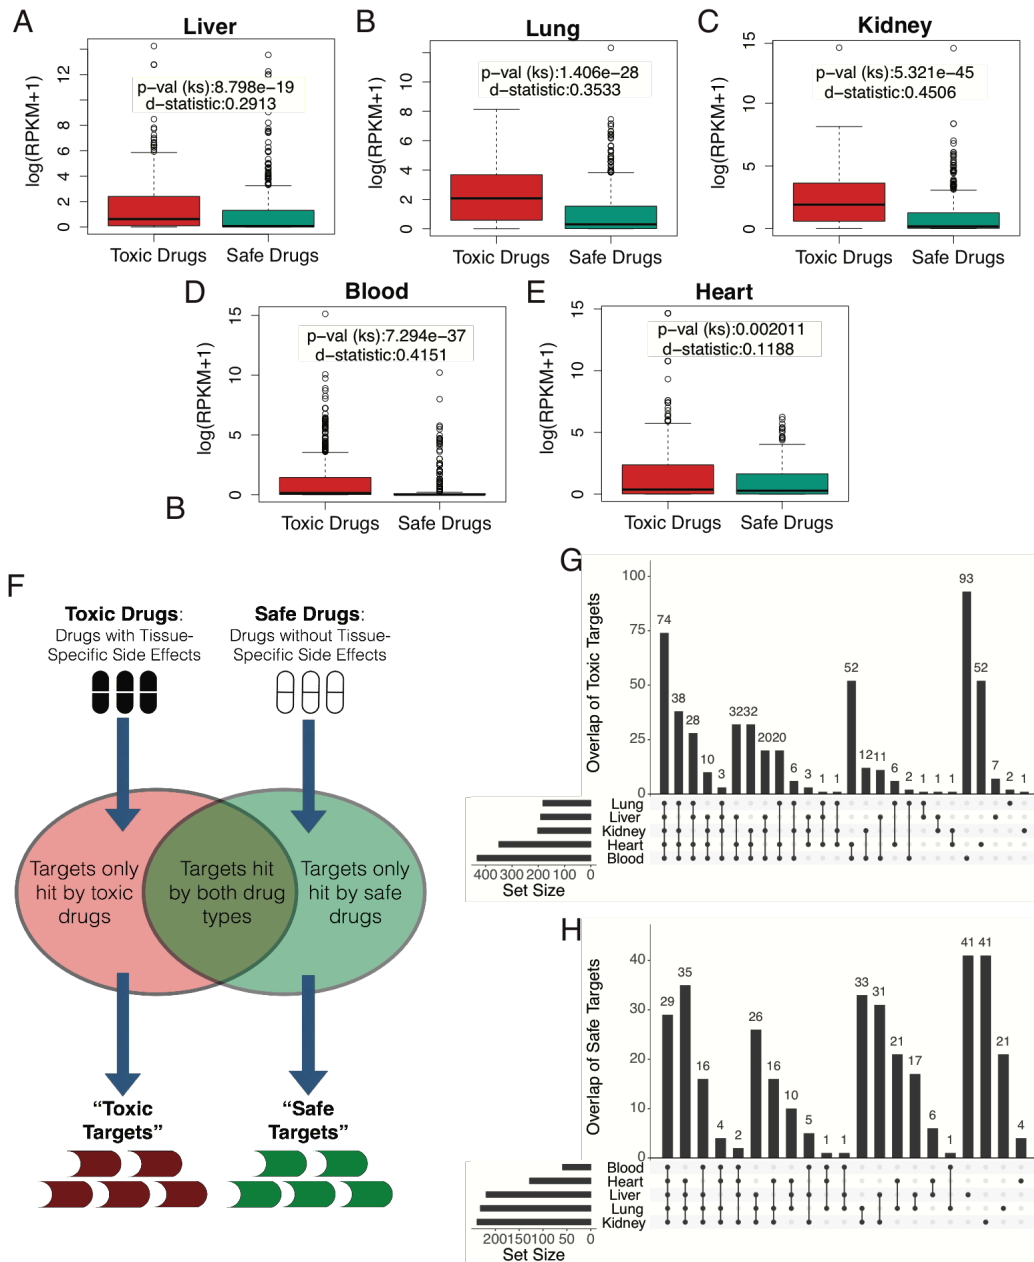 A
Liver
p−val (ks):8.798e−19
d−statistic:0.2913
log(RPKM+1)
0
2
4
6
8
12
Toxic Drugs
Safe Drugs
B
Lung
p−val (ks):1.406e−28
d−statistic:0.3533
log(RPKM+1)
0
2
4
6
10
Toxic Drugs
Safe Drugs
C
Kidney
p−val (ks):5.321e−45
d−statistic:0.4506
log(RPKM+1)
0
5
10
15
Toxic Drugs
Safe Drugs
D
Blood
p−val (ks):7.294e−37
d−statistic:0.4151
log(RPKM+1)
0
5
10
15
Toxic Drugs
Safe Drugs
B
E
Heart
p−val (ks):0.002011
d−statistic:0.1188
log(RPKM+1)
0
5
10
15
Toxic Drugs
Safe Drugs
F
Toxic Drugs:
Drugs with Tissue-
Specific Side Effects
Safe Drugs:
Drugs without Tissue-
Specific Side Effects
Targets only
hit by toxic
drugs
Targets hit
by both drug
types
Targets only
hit by safe
drugs
“Toxic
Targets”
“Safe
Targets”
G
Overlap of Toxic Targets
100
75
50
25
0
74 38 28 10 3 32 32 20 20 6 3 1 1 52 12 11 6 2 1 1 1 93 52 7 2 1
Lung
Liver
Kidney
Heart
Blood
400 300 200 100 0
Set Size
H
Overlap of Safe Targets
40
30
20
10
0
29 35 16 4 2 26 16 10 5 1 1 33 31 21 17 6 1 41 41 21 4
Blood
Heart
Liver
Lung
Kidney
200 150 100 50 0
Set Size